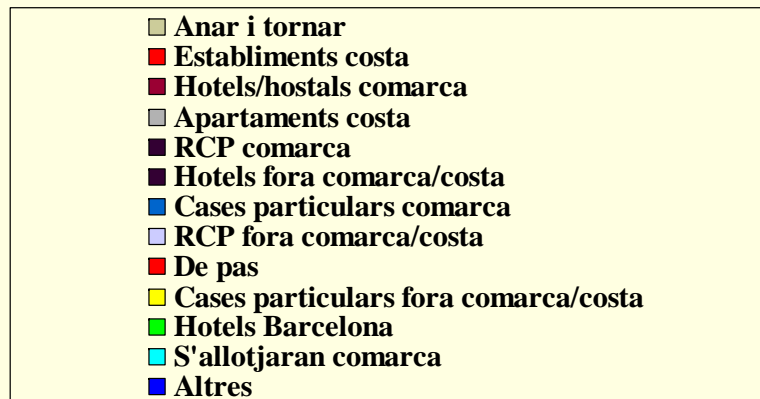 Anar i tornar
Establiments costa
Hotels/hostals comarca
Apartaments costa
RCP comarca
Hotels fora comarca/costa
Cases particulars comarca
RCP fora comarca/costa
De pas
Cases particulars fora comarca/costa
Hotels Barcelona
S'allotjaran comarca
Altres